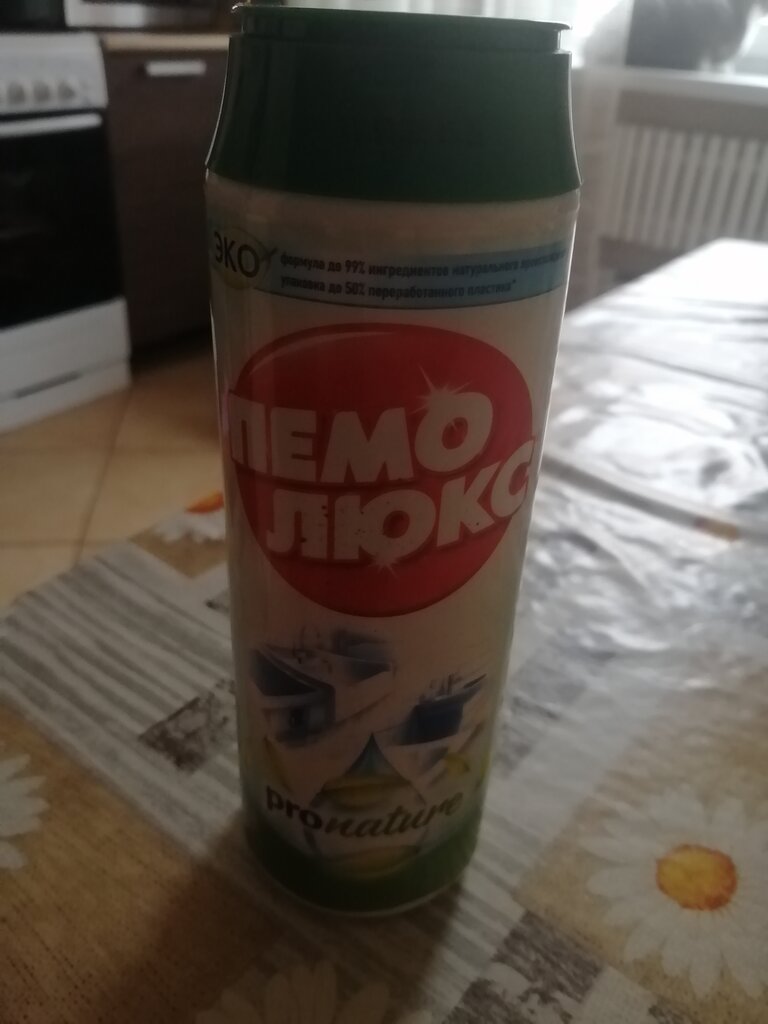 ЭКО
формула до 99% ингредиентов натурального
упаковка до 50% переработанного пластика*
ПЕМО
ЛЮКС
pronature